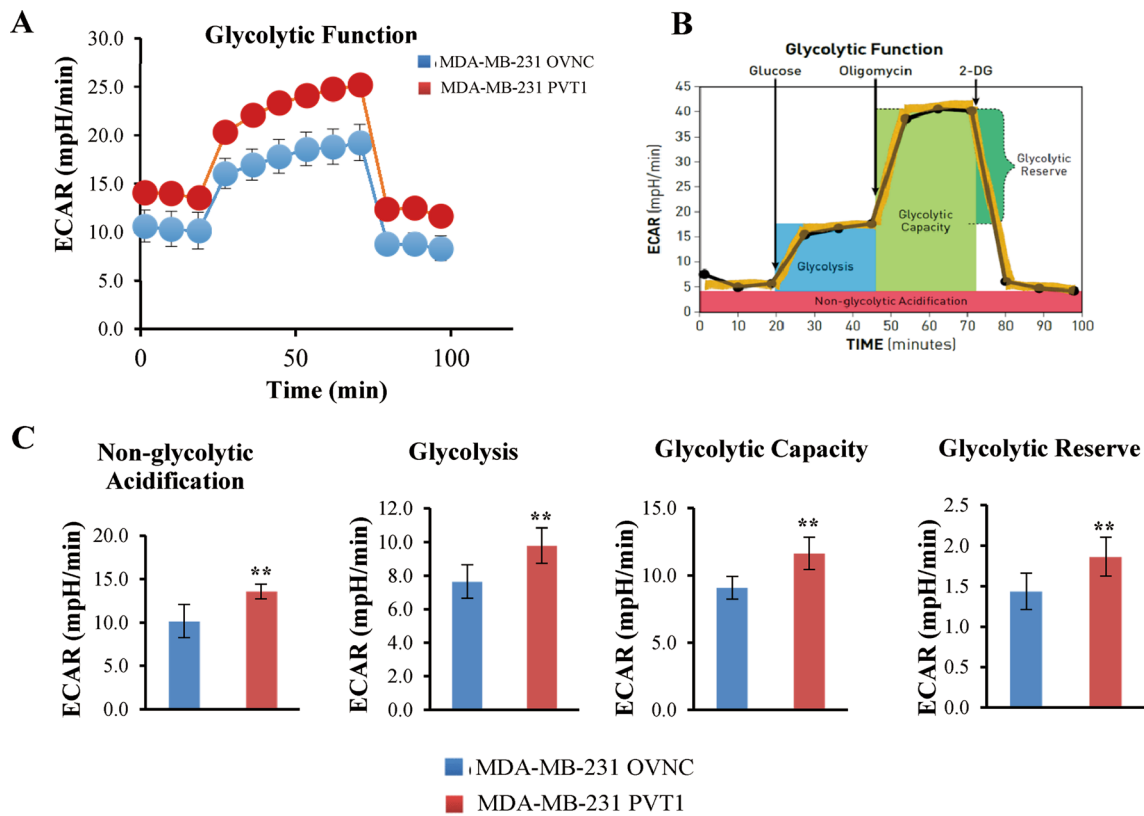 A
Glycolytic Function
MDA-MB-231 OVNC
MDA-MB-231 PVT1
ECAR (mpH/min)
30.0
25.0
20.0
15.0
10.0
5.0
0.0
0
50
100
Time (min)
B
Glycolytic Function
Glucose
Oligomycin
2-DG
ECAR (mpH/min)
45
40
35
30
25
20
15
10
5
0
Glycolytic
Reserve
Glycolytic
Capacity
Glycolysis
Non-glycolytic Acidification
0 10 20 30 40 50 60 70 80 90 100
TIME (minutes)
C
Non-glycolytic
Acidification
ECAR (mpH/min)
20.0
15.0
10.0
5.0
0.0
**
Glycolysis
ECAR (mpH/min)
12.0
10.0
8.0
6.0
4.0
2.0
0.0
**
Glycolytic Capacity
ECAR (mpH/min)
15.0
10.0
5.0
0.0
**
Glycolytic Reserve
ECAR (mpH/min)
2.5
2.0
1.5
1.0
0.5
0.0
**
MDA-MB-231 OVNC
MDA-MB-231 PVT1